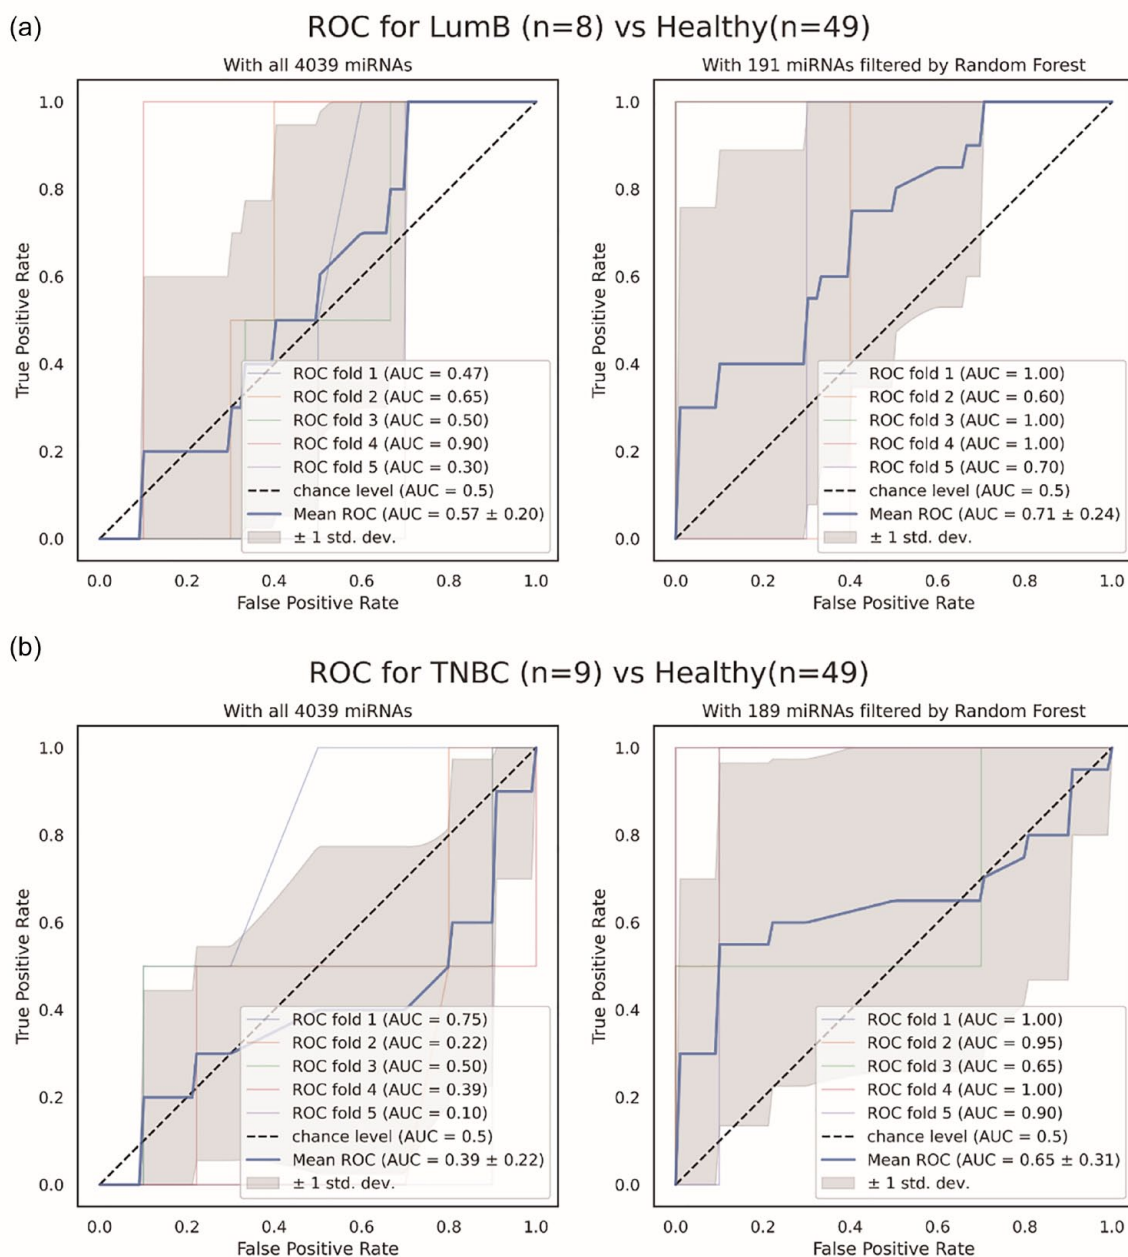 (a)
ROC for LumB (n=8) vs Healthy(n=49)
With all 4039 miRNAs
True Positive Rate
1.0
0.8
0.6
0.4
0.2
0.0
ROC fold 1 (AUC = 0.47)
ROC fold 2 (AUC = 0.65)
ROC fold 3 (AUC = 0.50)
ROC fold 4 (AUC = 0.90)
ROC fold 5 (AUC = 0.30)
chance level (AUC = 0.5)
Mean ROC (AUC = 0.57 ± 0.20)
± 1 std. dev.
0.0 0.2 0.4 0.6 0.8 1.0
False Positive Rate
With 191 miRNAs filtered by Random Forest
True Positive Rate
1.0
0.8
0.6
0.4
0.2
0.0
ROC fold 1 (AUC = 1.00)
ROC fold 2 (AUC = 0.60)
ROC fold 3 (AUC = 1.00)
ROC fold 4 (AUC = 1.00)
ROC fold 5 (AUC = 0.70)
chance level (AUC = 0.5)
Mean ROC (AUC = 0.71 ± 0.24)
± 1 std. dev.
0.0 0.2 0.4 0.6 0.8 1.0
False Positive Rate
(b)
ROC for TNBC (n=9) vs Healthy(n=49)
With all 4039 miRNAs
True Positive Rate
1.0
0.8
0.6
0.4
0.2
0.0
ROC fold 1 (AUC = 0.75)
ROC fold 2 (AUC = 0.22)
ROC fold 3 (AUC = 0.50)
ROC fold 4 (AUC = 0.39)
ROC fold 5 (AUC = 0.10)
chance level (AUC = 0.5)
Mean ROC (AUC = 0.39 ± 0.22)
± 1 std. dev.
0.0 0.2 0.4 0.6 0.8 1.0
False Positive Rate
With 189 miRNAs filtered by Random Forest
True Positive Rate
1.0
0.8
0.6
0.4
0.2
0.0
ROC fold 1 (AUC = 1.00)
ROC fold 2 (AUC = 0.95)
ROC fold 3 (AUC = 0.65)
ROC fold 4 (AUC = 1.00)
ROC fold 5 (AUC = 0.90)
chance level (AUC = 0.5)
Mean ROC (AUC = 0.65 ± 0.31)
± 1 std. dev.
0.0 0.2 0.4 0.6 0.8 1.0
False Positive Rate